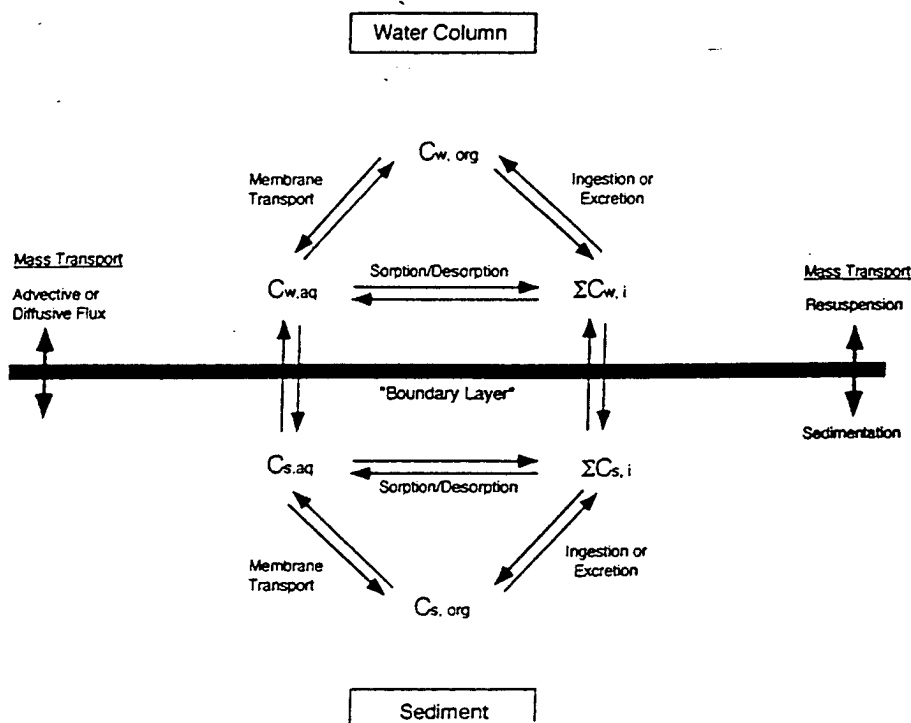 Water Column
Cw, org
Membrane
Transport
Ingestion or
Excretion
Mass Transport
Advective or
Diffusive Flux
Cw,aq
Sorption/Desorption
ΣCw, i
Mass Transport
Resuspension
"Boundary Layer"
Sedimentation
Cs,aq
Sorption/Desorption
ΣCs, i
Membrane
Transport
Ingestion or
Excretion
Cs, org
Sediment